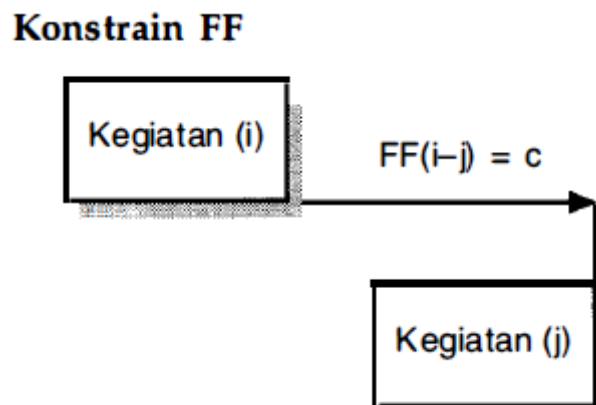 Konstrain FF
Kegiatan (i)
FF(i–j) = c
Kegiatan (j)